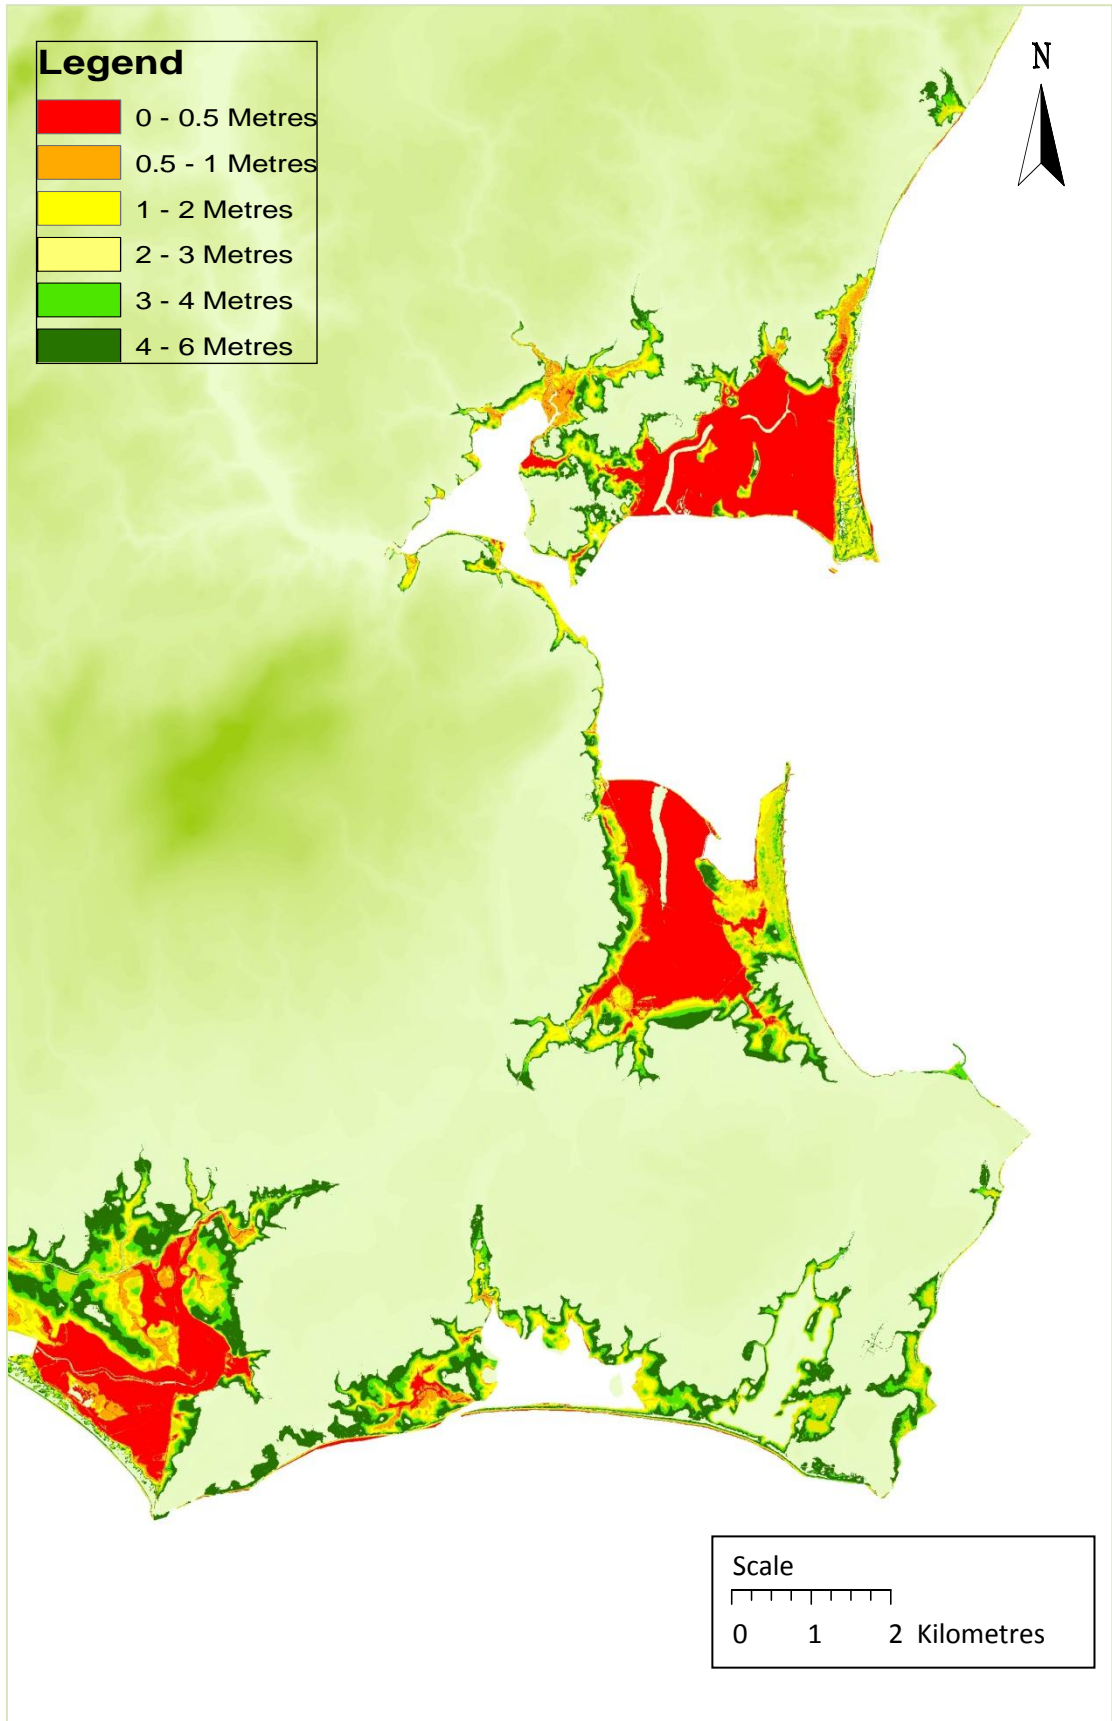 Legend
0 - 0.5 Metres
0.5 - 1 Metres
1 - 2 Metres
2 - 3 Metres
3 - 4 Metres
4 - 6 Metres
N
Scale
0 1 2 Kilometres